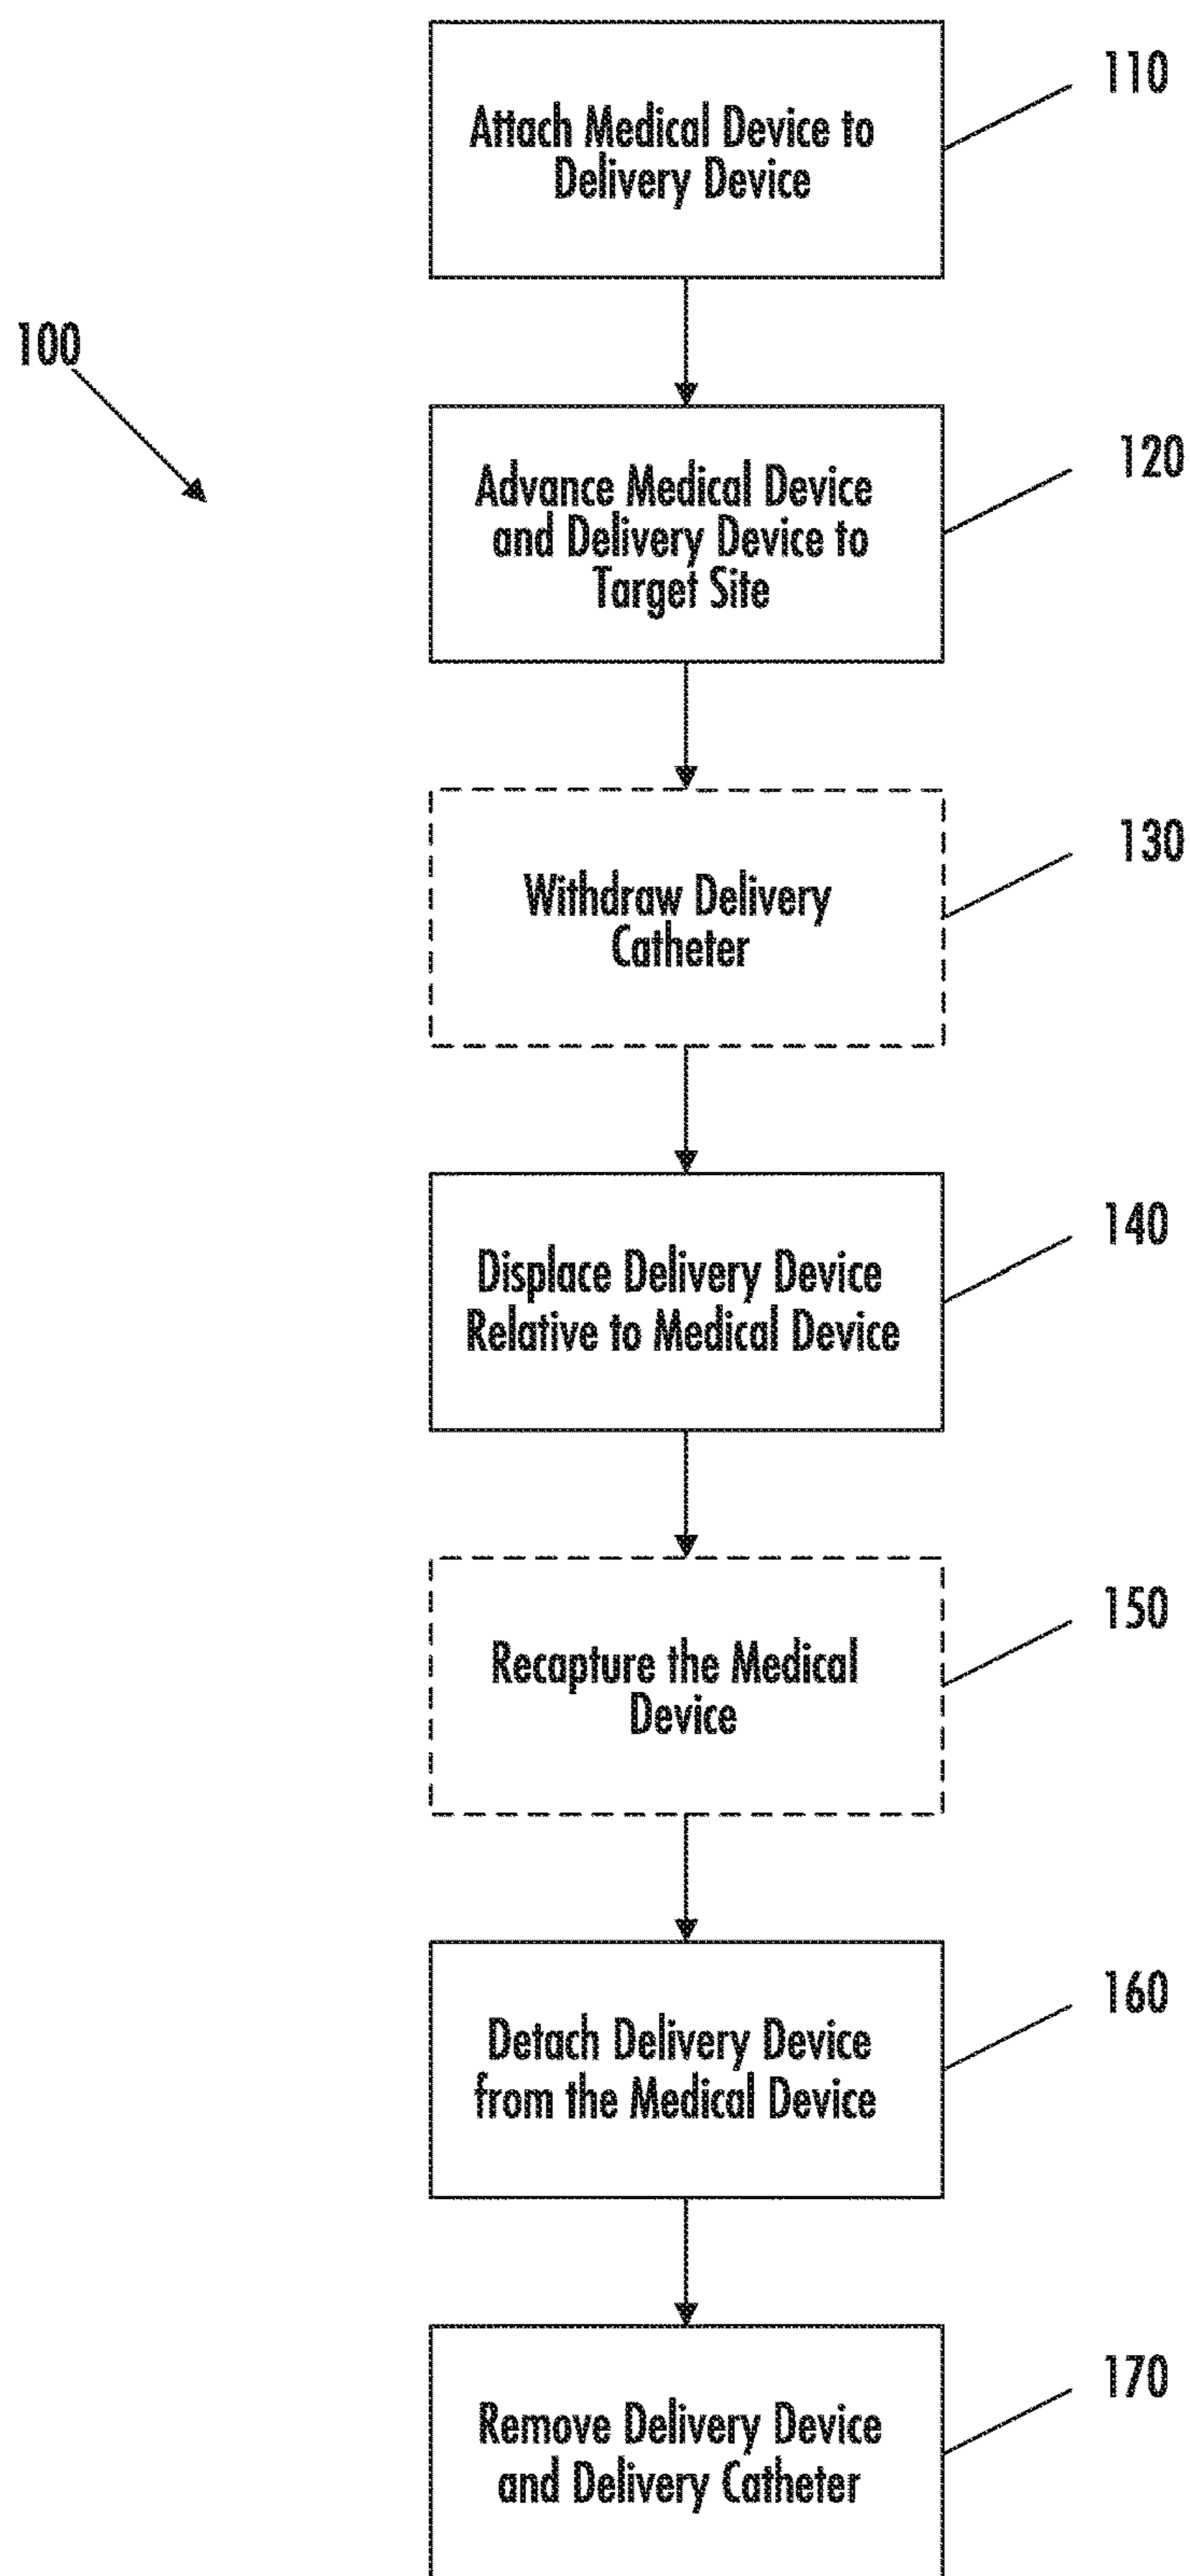 110
Attach Medical Device to
Delivery Device
100
120
Advance Medical Device
and Delivery Device to
Target Site
130
Withdraw Delivery
Catheter
140
Displace Delivery Device
Relative to Medical Device
150
Recapture the Medical
Device
160
Detach Delivery Device
from the Medical Device
170
Remove Delivery Device
and Delivery Catheter